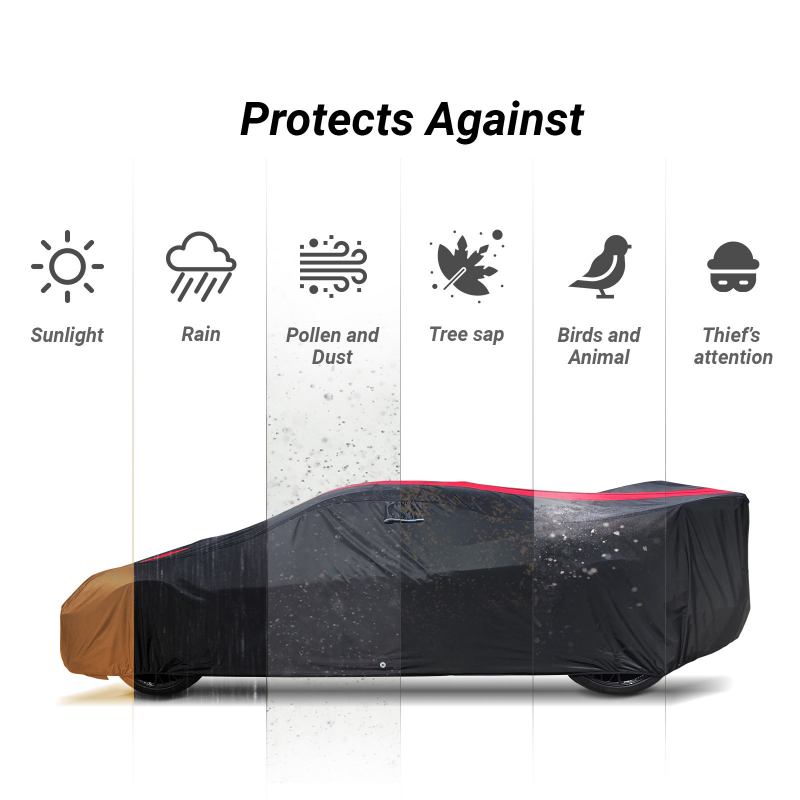 Protects Against
Sunlight
Rain
Pollen and
Dust
Tree sap
Birds and
Animal
Thief's
attention